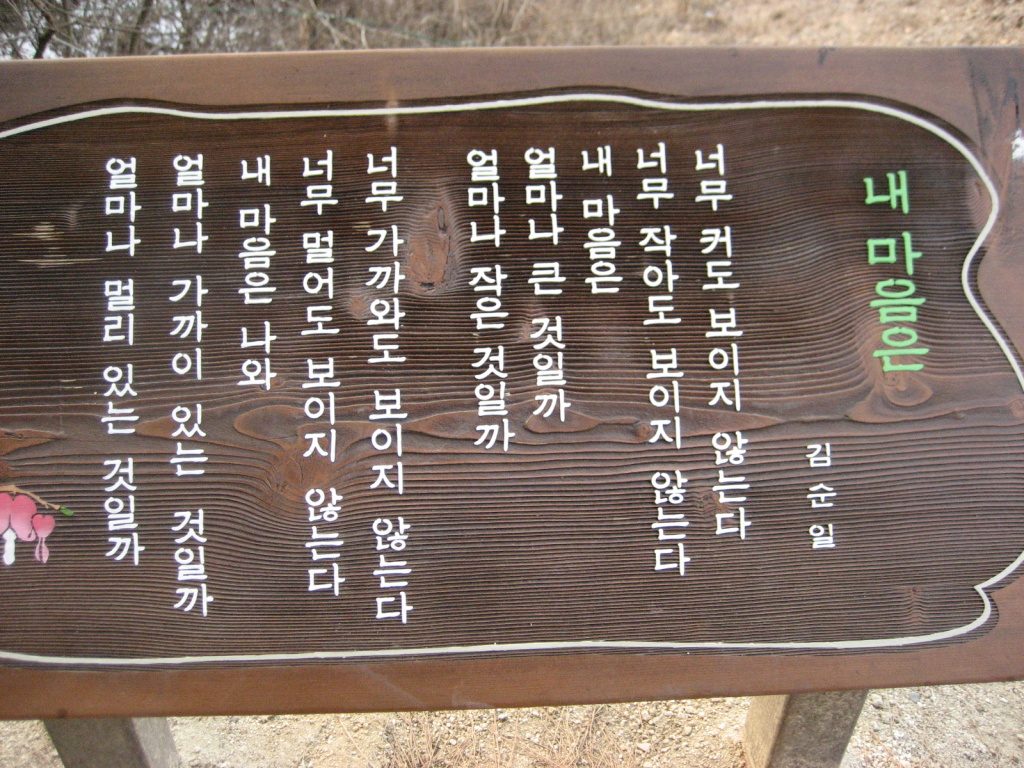 내 마음은
김순일
너무 커도 보이지 않는다
너무 작아도 보이지 않는다
내 마음은
얼마나 큰 것일까
얼마나 작은 것일까
너무 가까와도 보이지 않는다
너무 멀어도 보이지 않는다
내 마음은 나와
얼마나 가까이 있는 것일까
얼마나 멀리 있는 것일까